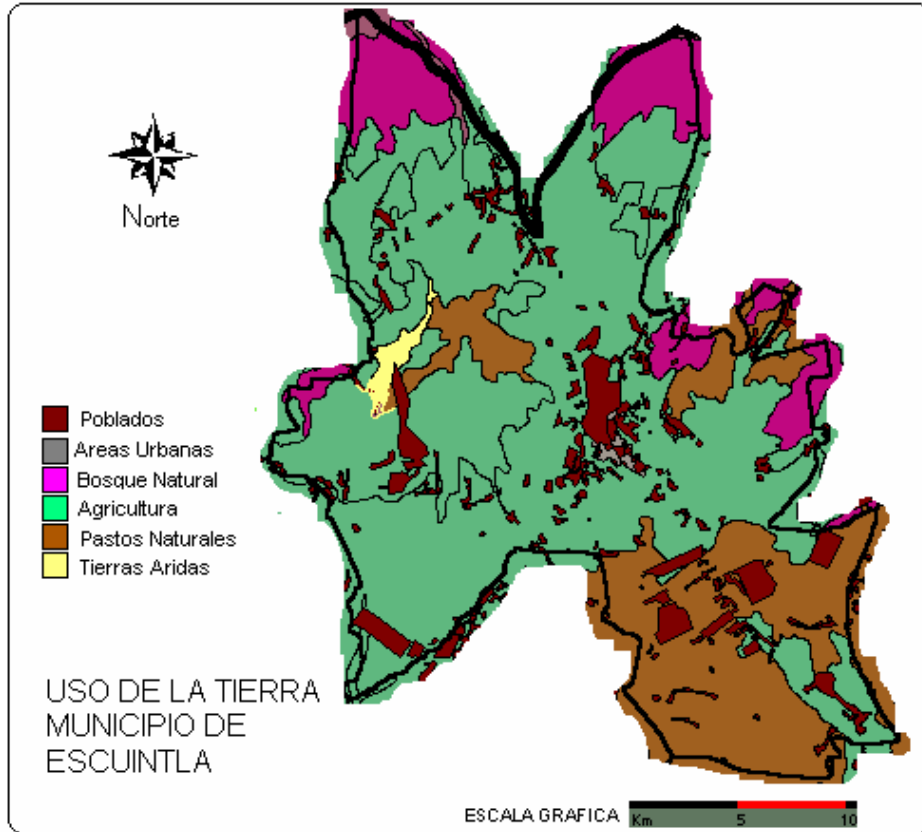 Norte
Poblados
Areas Urbanas
Bosque Natural
Agricultura
Pastos Naturales
Tierras Aridas
USO DE LA TIERRA
MUNICIPIO DE
ESCUINTLA
ESCALA GRAFICA
Km 5 10